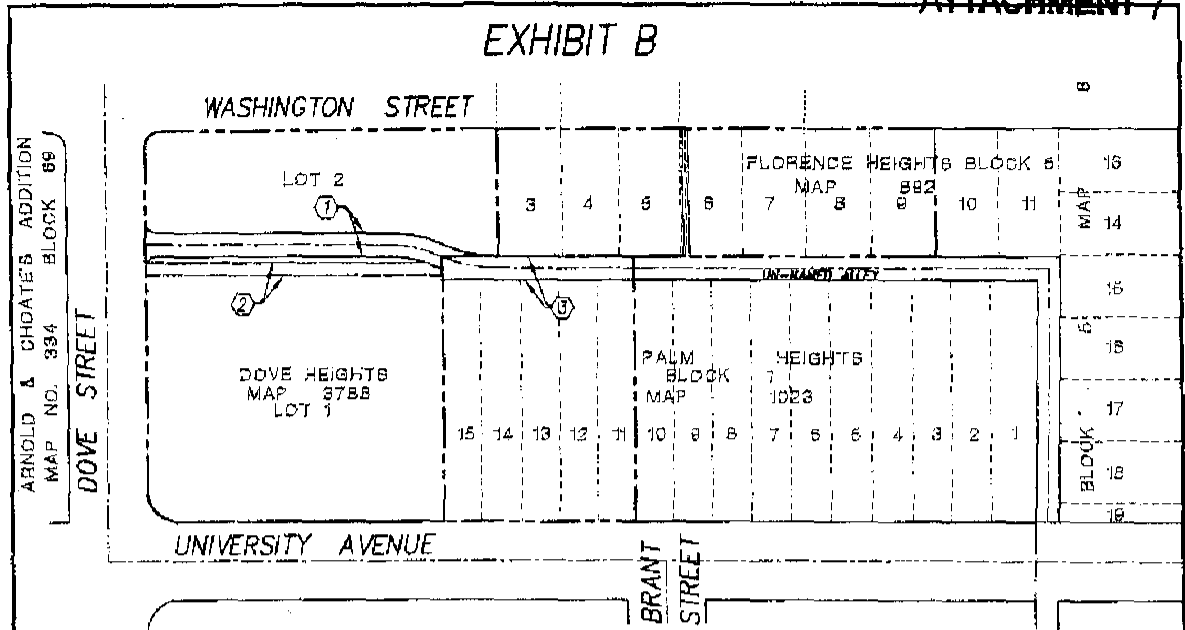 ATTACHMENT 7
EXHIBIT B
WASHINGTON STREET
LOT 2
1
3 4 5 6 7 8 9 10 11
FLORENCE HEIGHTS BLOCK 5
MAP 892
UN-NAMED ALLEY
2
3
DOVE HEIGHTS
MAP 3788
LOT 1
PALM HEIGHTS
BLOCK 7
MAP 1023
15 14 13 12 11 10 9 8 7 6 5 4 3 2 1
UNIVERSITY AVENUE
BRANT
STREET
DOVE STREET
ARNOLD & CHOATE'S ADDITION
MAP NO. 334 BLOCK 69
MAP
BLOCK
14
15
16
17
18
19